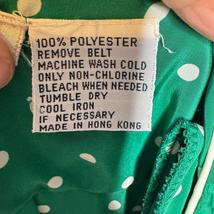 100% POLYESTER
REMOVE BELT
MACHINE WASH COLD
ONLY NON-CHLORINE
BLEACH WHEN NEEDED
TUMBLE DRY
COOL IRON
IF NECESSARY
MADE IN HONG KONG